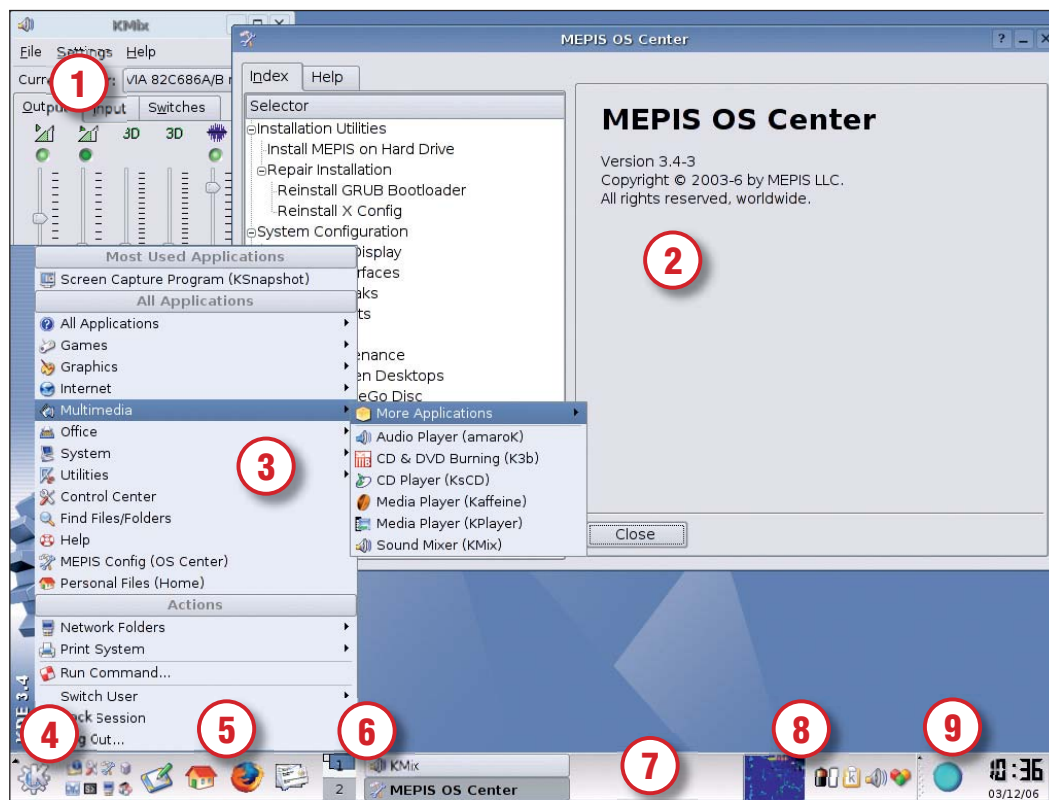 KMix
File Settings Help
VIA 82C686A/B
Switches
3D 3D
MEPIS OS Center
Index Help
Selector
Installation Utilities
Install MEPIS on Hard Drive
Repair Installation
Reinstall GRUB Bootloader
Reinstall X Config
System Configuration
MEPIS OS Center
Version 3.4-3
Copyright © 2003-6 by MEPIS LLC.
All rights reserved, worldwide.
Close
Most Used Applications
Screen Capture Program (KSnapshot)
All Applications
All Applications
Games
Graphics
Internet
Multimedia
Office
System
Utilities
Control Center
Find Files/Folders
Help
MEPIS Config (OS Center)
Personal Files (Home)
Actions
Network Folders
Print System
Run Command...
Switch User
Session
Out...
More Applications
Audio Player (amaroK)
CD & DVD Burning (K3b)
CD Player (KsCD)
Media Player (Kaffeine)
Media Player (KPlayer)
Sound Mixer (KMix)
KDE 3.4
1
2
KMix
MEPIS OS Center
10:36
03/12/06
1
2
3
4
5
6
7
8
9